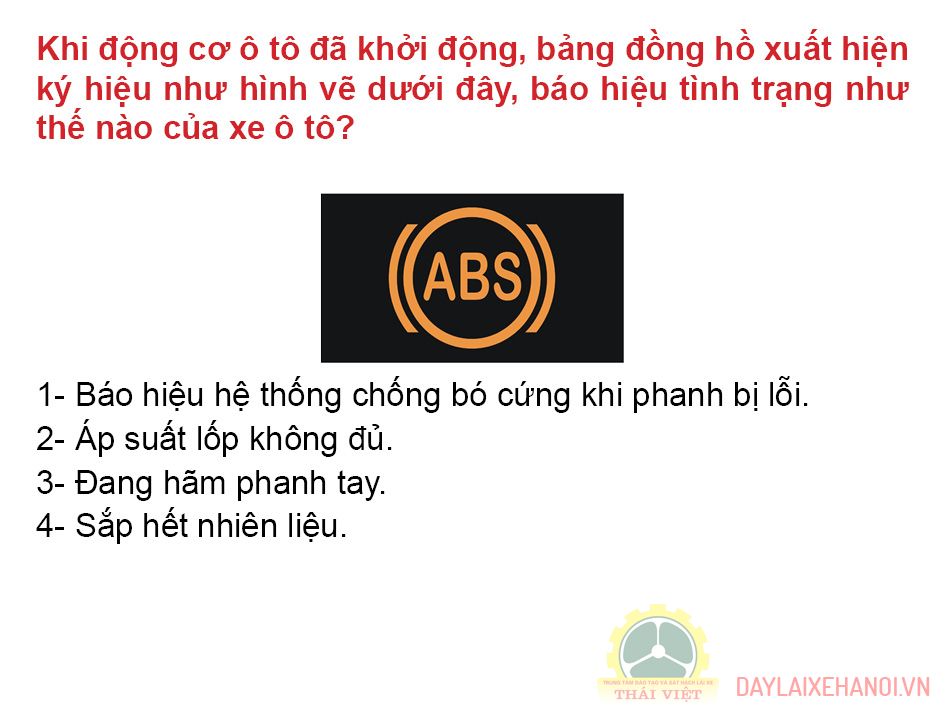 Khi động cơ ô tô đã khởi động, bảng đồng hồ xuất hiện
ký hiệu như hình vẽ dưới đây, báo hiệu tình trạng như
thế nào của xe ô tô?
ABS
1- Báo hiệu hệ thống chống bó cứng khi phanh bị lỗi.
2- Áp suất lốp không đủ.
3- Đang hãm phanh tay.
4- Sắp hết nhiên liệu.
TRUNG TÂM ĐÀO TẠO VÀ SÁT HẠCH LÁI XE
THÁI VIỆT
DAYLAIXEHANOI.VN